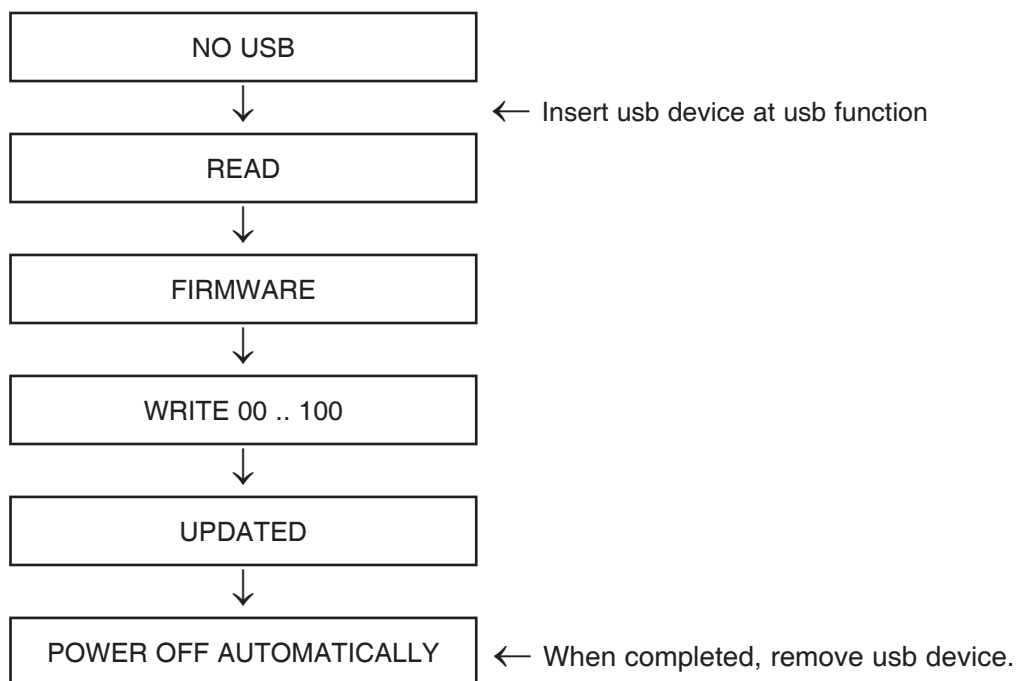 NO USB
Insert usb device at usb function
READ
FIRMWARE
WRITE 00 .. 100
UPDATED
POWER OFF AUTOMATICALLY
When completed, remove usb device.